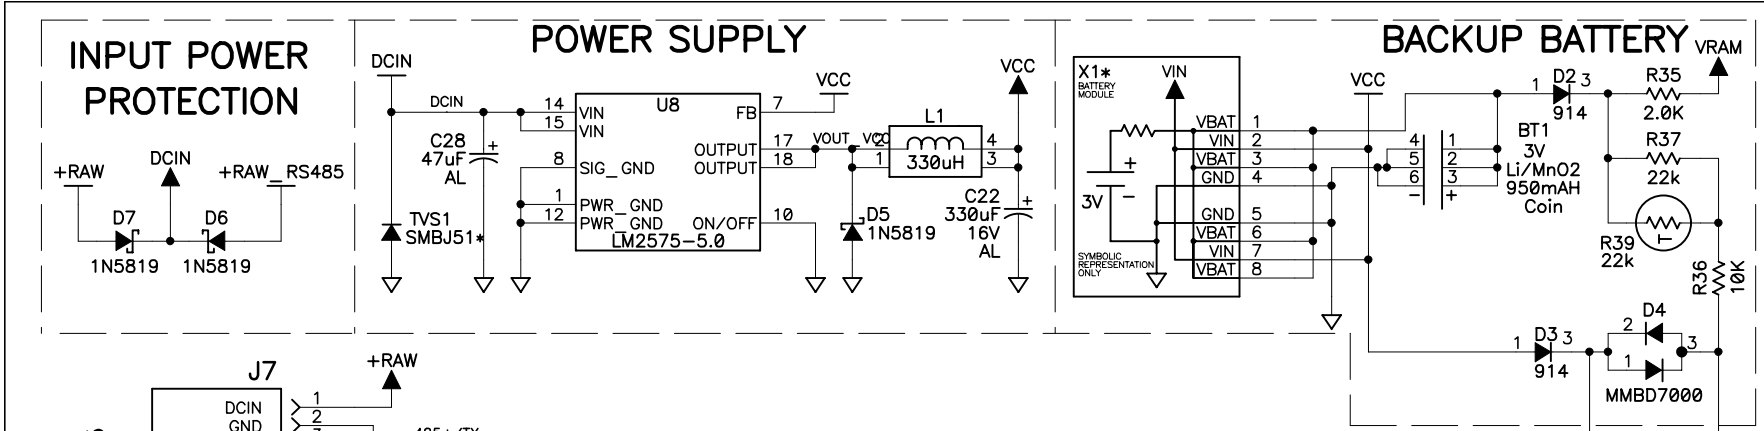 INPUT POWER
PROTECTION
+RAW
DCIN
+RAW_RS485
D7
D6
1N5819
1N5819
POWER SUPPLY
DCIN
DCIN
C28
47uF
AL
+
TVS1
SMBJ51*
U8
14
VIN
15
VIN
8
SIG_GND
1
PWR_GND
12
PWR_GND
FB
7
OUTPUT
17
OUTPUT
18
ON/OFF
10
LM2575-5.0
VCC
VOUT_VCC
L1
2
1
4
3
330uH
D5
1N5819
VCC
C22
330uF
16V
AL
+
BACKUP BATTERY
X1*
BATTERY
MODULE
VIN
+
-
3V
SYMBOLIC
REPRESENTATION
ONLY
VBAT 1
VIN 2
VBAT 3
GND 4
GND 5
VBAT 6
VIN 7
VBAT 8
VCC
4
5
6
-
1
2
3
+
BT1
3V
Li/MnO2
950mAH
Coin
1
D2
3
914
VRAM
R35
2.0K
R37
22k
R39
22k
T
R36
10K
1
D3
3
914
D4
2
1
3
MMBD7000
J7
+RAW
DCIN
1
GND
2